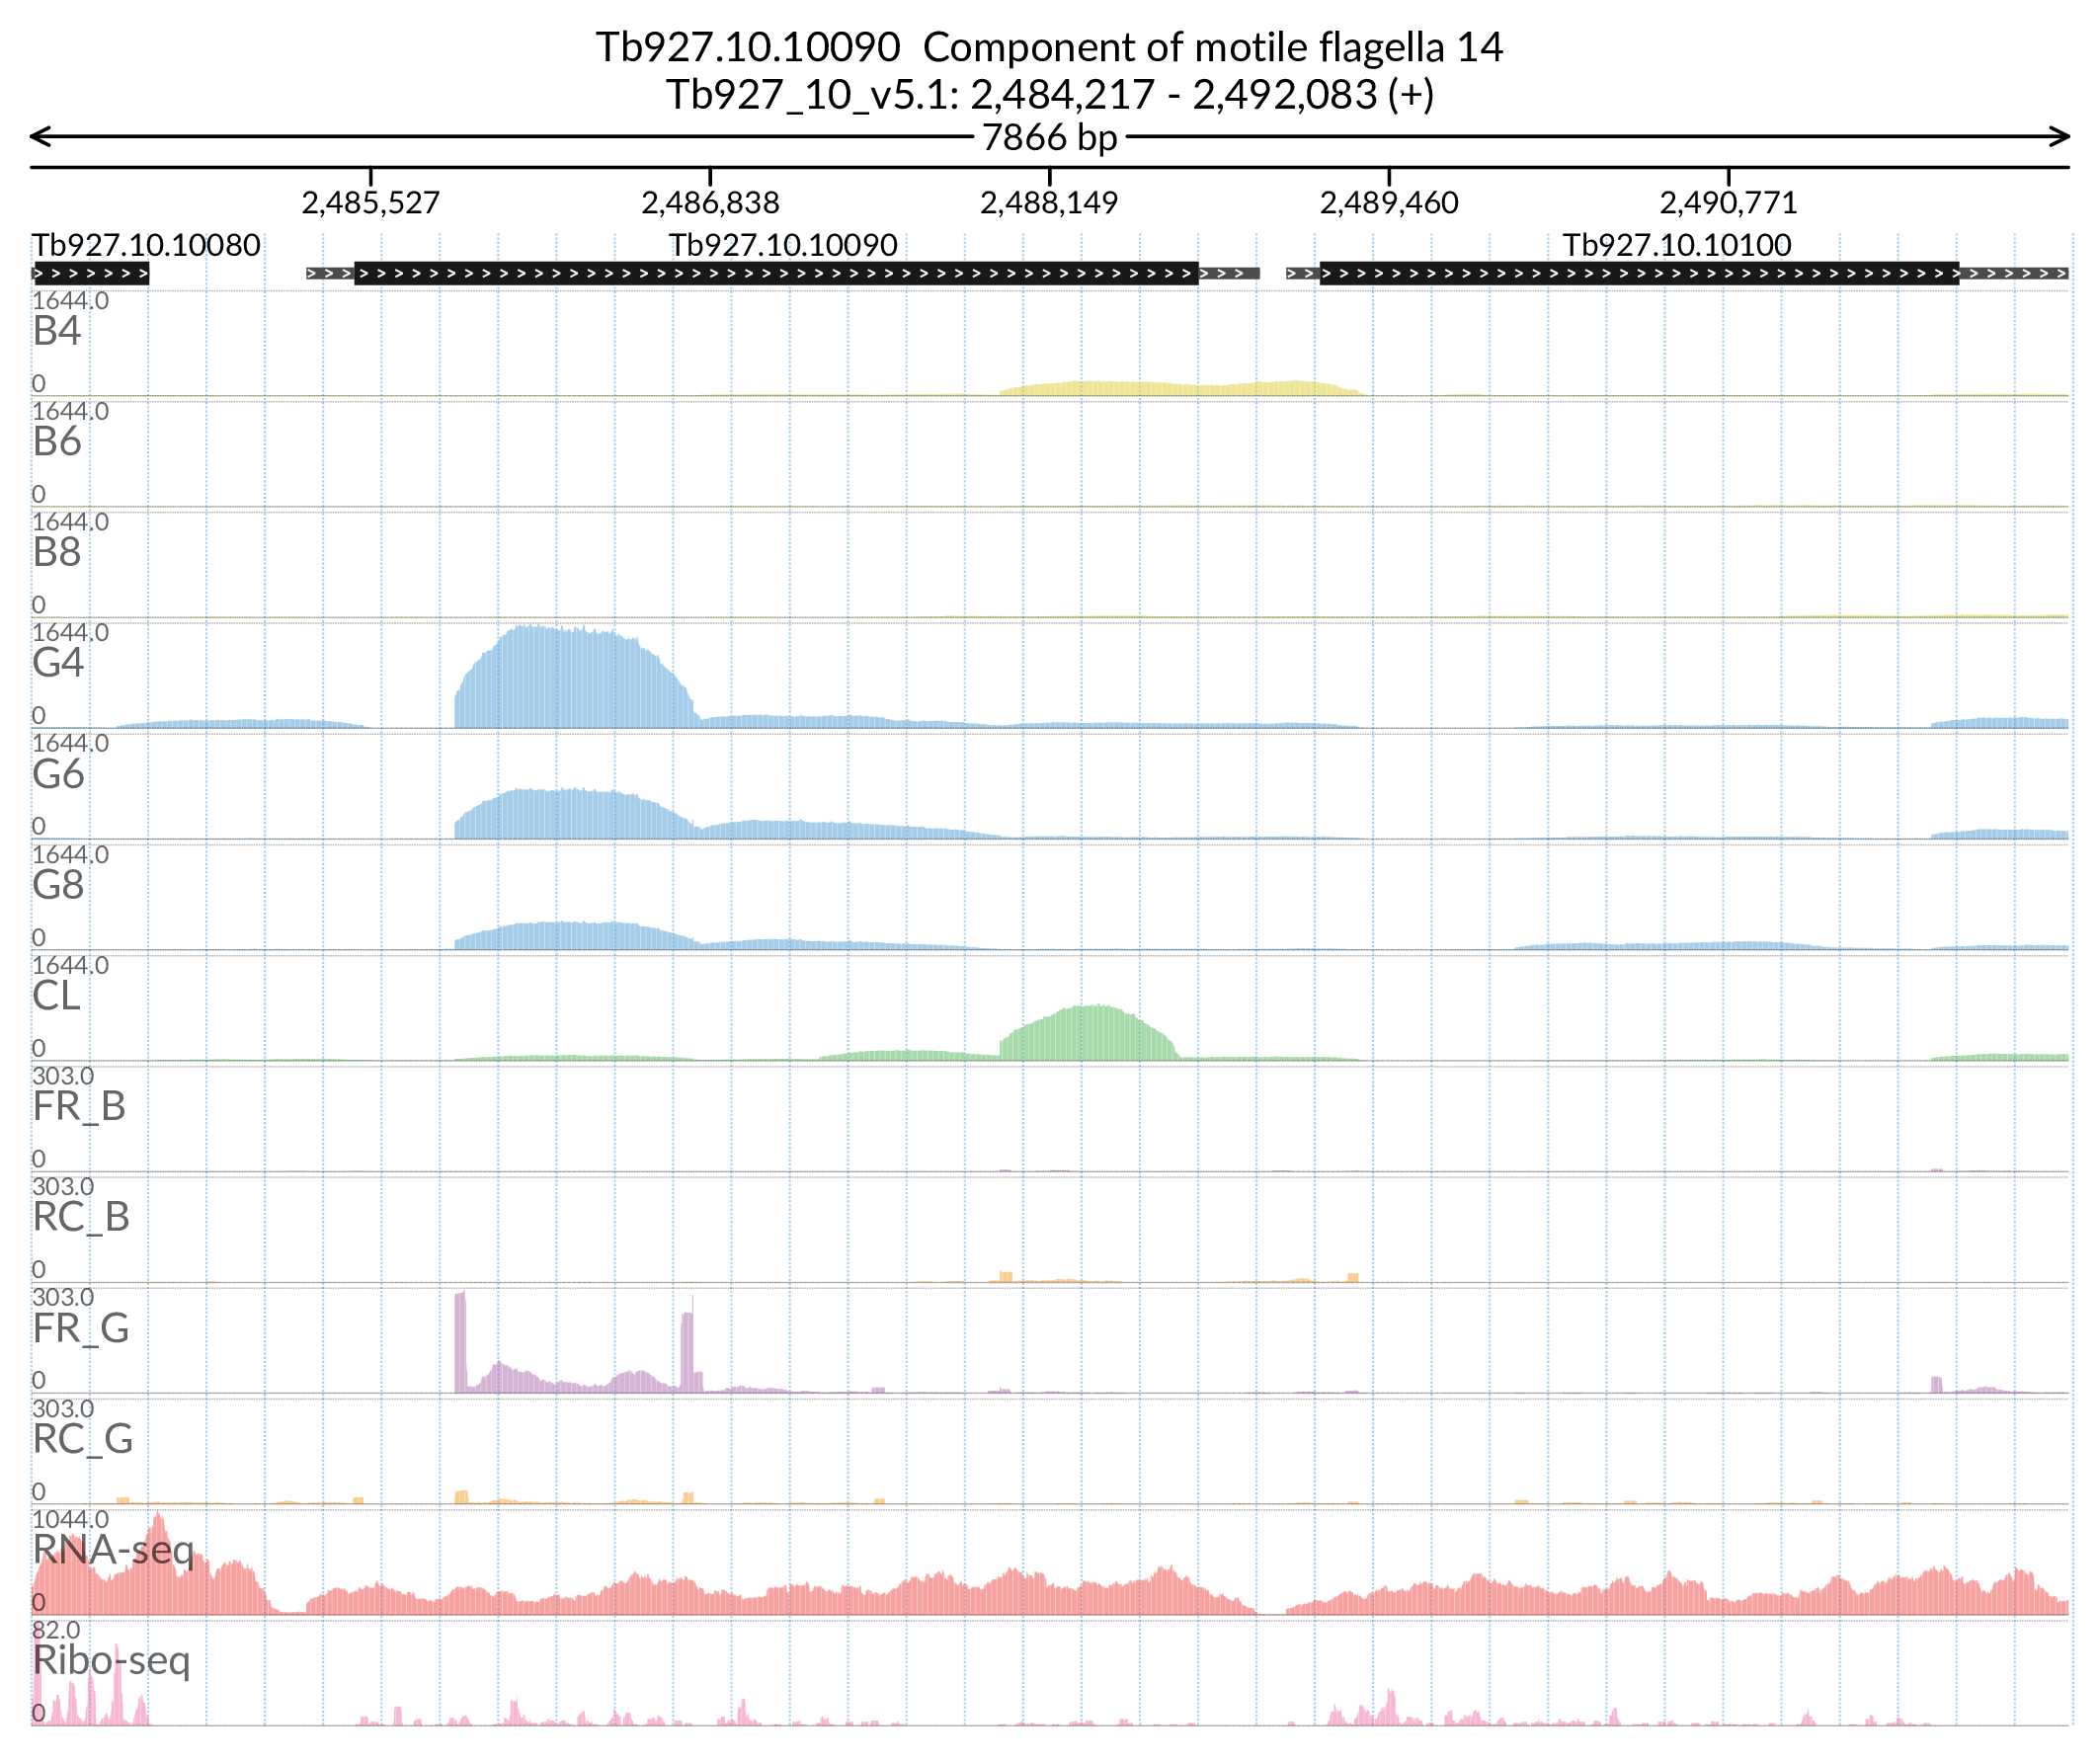 Tb927.10.10090  Component of motile flagella 14
Tb927_10_v5.1: 2,484,217 - 2,492,083 (+)
7866 bp
2,485,527 2,486,838 2,488,149 2,489,460 2,490,771
Tb927.10.10080 Tb927.10.10090 Tb927.10.10100
1644.0
B4
0
1644.0
B6
0
1644.0
B8
0
1644.0
G4
0
1644.0
G6
0
1644.0
G8
0
1644.0
CL
0
303.0
FR_B
0
303.0
RC_B
0
303.0
FR_G
0
303.0
RC_G
0
1044.0
RNA-seq
0
82.0
Ribo-seq
0